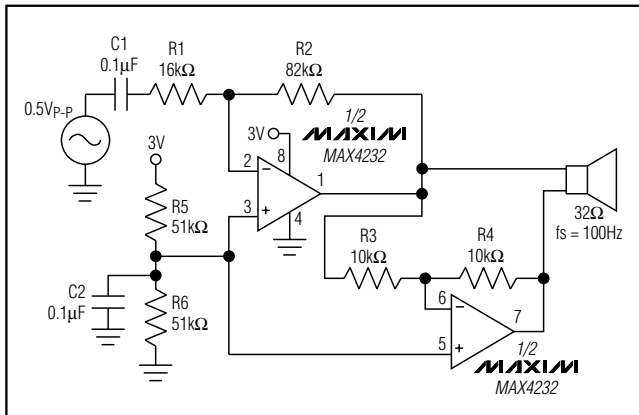 C1
0.1µF
R1
16kΩ
R2
82kΩ
0.5VP-P
1/2
MAXIM
MAX4232
3V
3V
8
2
1
3
4
R5
51kΩ
32Ω
fs = 100Hz
R3
10kΩ
R4
10kΩ
C2
0.1µF
R6
51kΩ
6
7
5
1/2
MAXIM
MAX4232